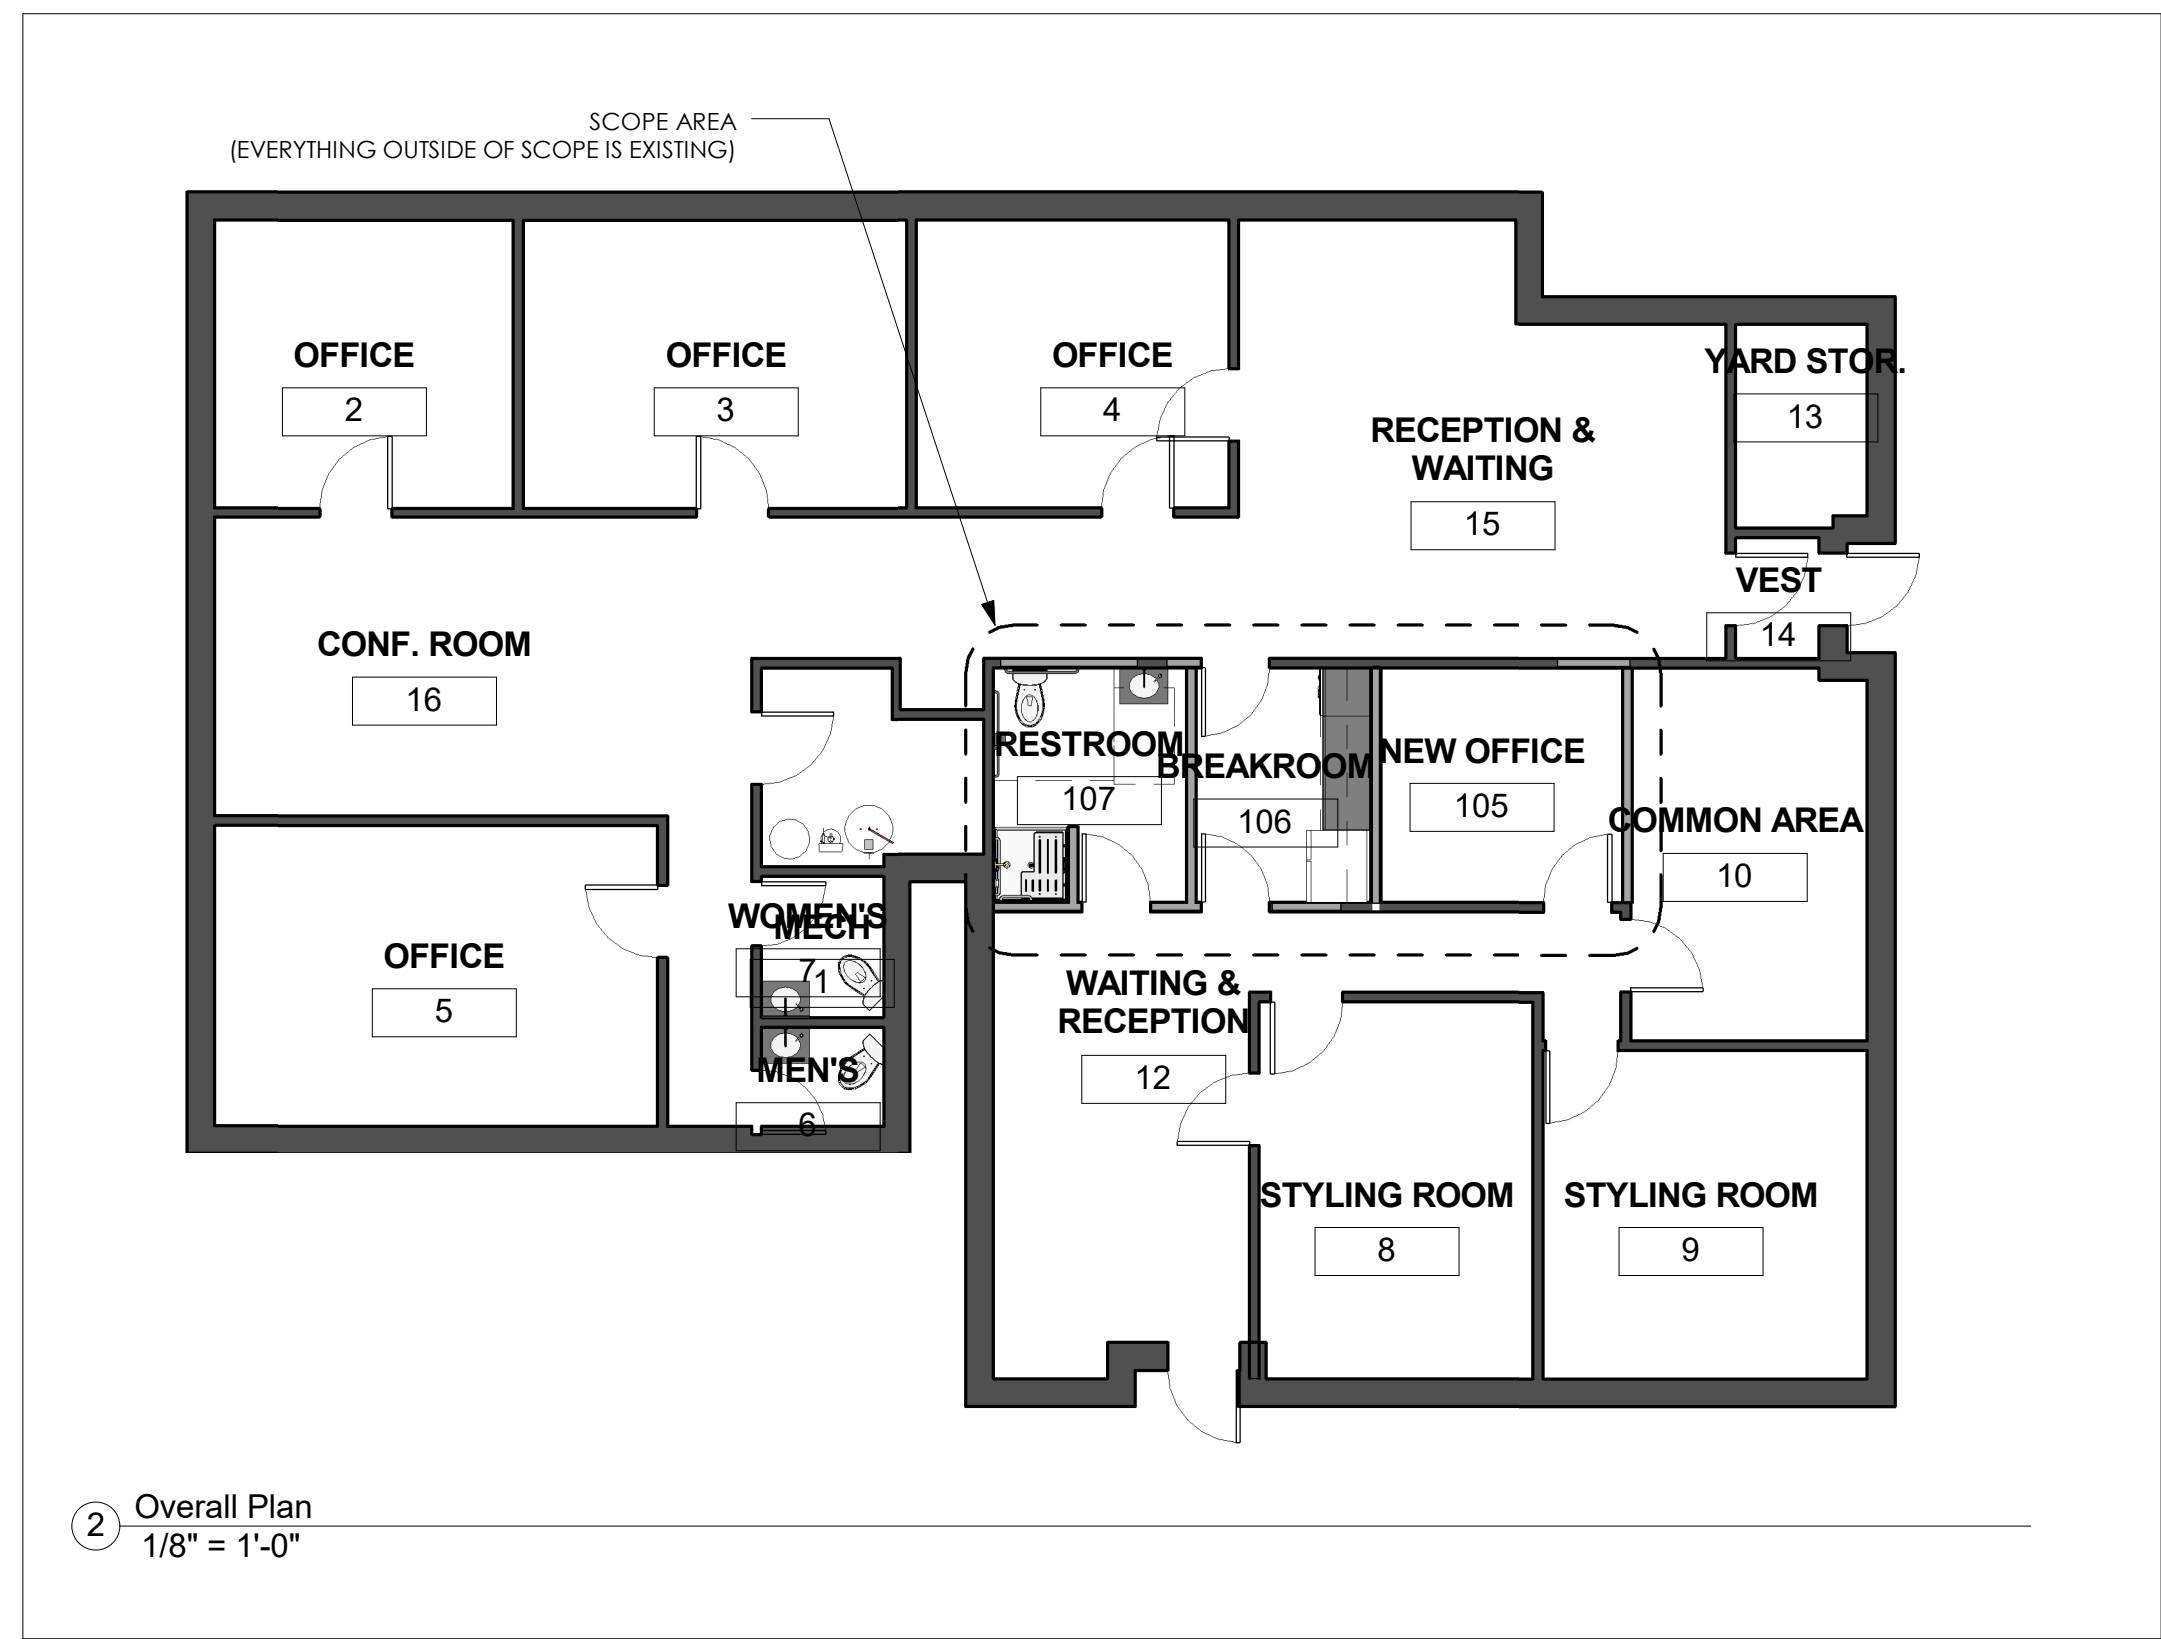 SCOPE AREA
(EVERYTHING OUTSIDE OF SCOPE IS EXISTING)
OFFICE
2
OFFICE
3
OFFICE
4
RECEPTION &
WAITING
15
YARD STOR.
13
VEST
14
CONF. ROOM
16
RESTROOM
107
BREAKROOM
106
NEW OFFICE
105
COMMON AREA
10
OFFICE
5
WOMEN'S
7
MECH
1
MEN'S
6
WAITING &
RECEPTION
12
STYLING ROOM
8
STYLING ROOM
9
2
Overall Plan
1/8" = 1'-0"